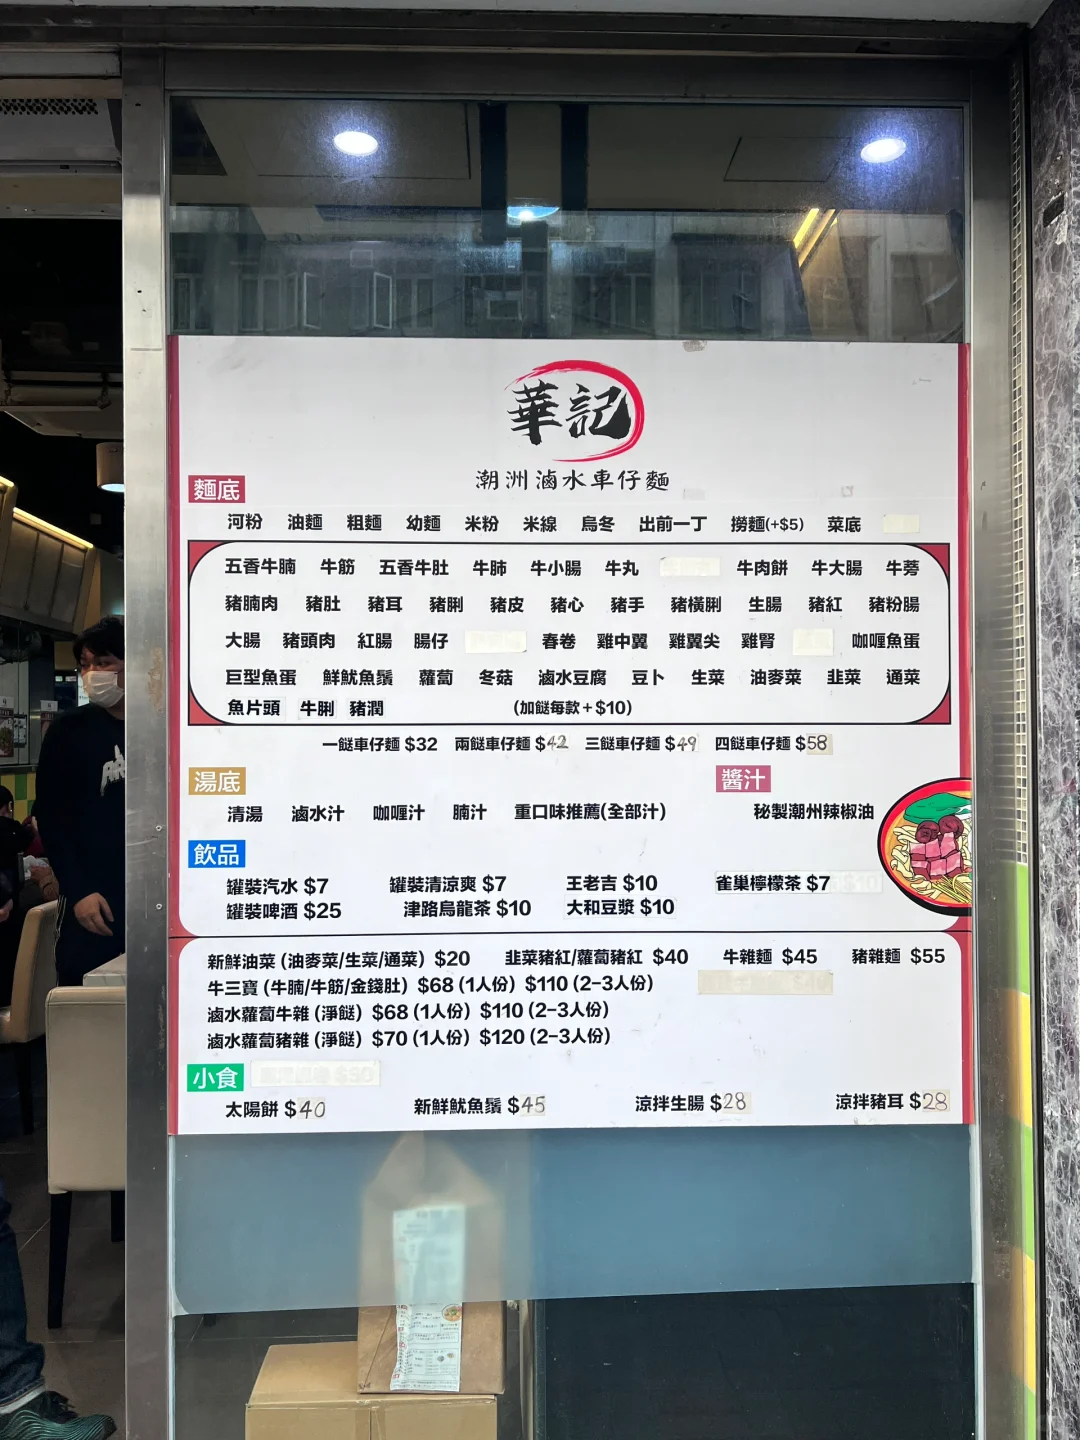 華記
潮洲滷水車仔麵
麵底
河粉 油麵 粗麵 幼麵 米粉 米線 烏冬 出前一丁 撈麵(+$5) 菜底
五香牛腩 牛筋 五香牛肚 牛肺 牛小腸 牛丸 牛肉餅 牛大腸 牛蒡
豬腩肉 豬肚 豬耳 豬脷 豬皮 豬心 豬手 豬橫脷 生腸 豬紅 豬粉腸
大腸 豬頭肉 紅腸 腸仔 春卷 雞中翼 雞翼尖 雞腎 咖喱魚蛋
巨型魚蛋 鮮魷魚鬚 蘿蔔 冬菇 滷水豆腐 豆卜 生菜 油麥菜 韭菜 通菜
魚片頭 牛脷 豬潤 (加餸每款+$10)
一餸車仔麵 $32 兩餸車仔麵 $42 三餸車仔麵 $49 四餸車仔麵 $58
湯底 醬汁
清湯 滷水汁 咖喱汁 腩汁 重口味推薦(全部汁) 秘製潮州辣椒油
飲品
罐裝汽水 $7 罐裝清涼爽 $7 王老吉 $10 雀巢檸檬茶 $7
罐裝啤酒 $25 津路烏龍茶 $10 大和豆漿 $10
新鮮油菜 (油麥菜/生菜/通菜) $20 韭菜豬紅/蘿蔔豬紅 $40 牛雜麵 $45 豬雜麵 $55
牛三寶 (牛腩/牛筋/金錢肚) $68 (1人份) $110 (2-3人份)
滷水蘿蔔牛雜 (淨餸) $68 (1人份) $110 (2-3人份)
滷水蘿蔔豬雜 (淨餸) $70 (1人份) $120 (2-3人份)
小食
太陽餅 $40 新鮮魷魚鬚 $45 涼拌生腸 $28 涼拌豬耳 $28